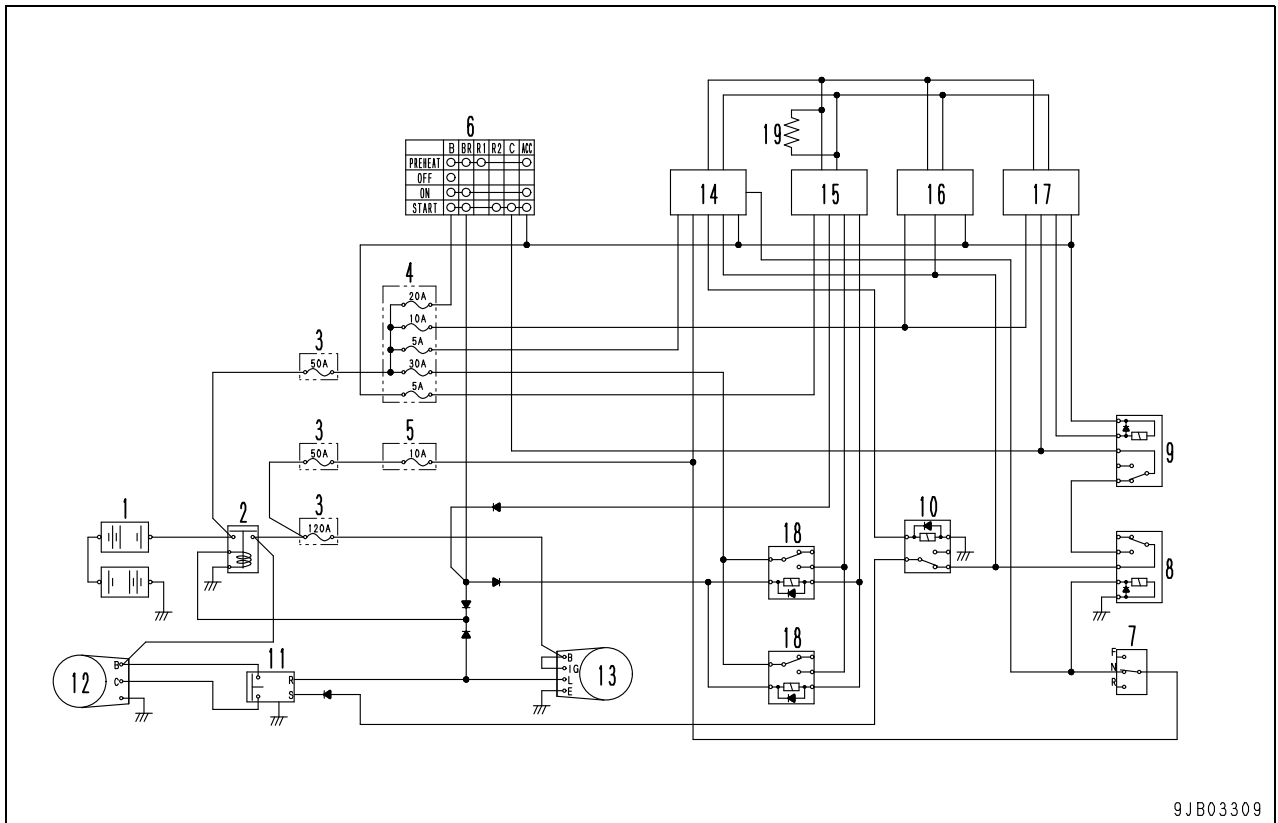 6
B BR R1 R2 C ACC
PREHEAT
OFF
ON
START
19
14
15
16
17
4
20A
10A
5A
30A
5A
3
50A
3
50A
5
10A
3
120A
1
2
9
10
18
8
18
7
F
N
R
12
B
C
11
R
S
B
IG
L
E
13
9JB03309